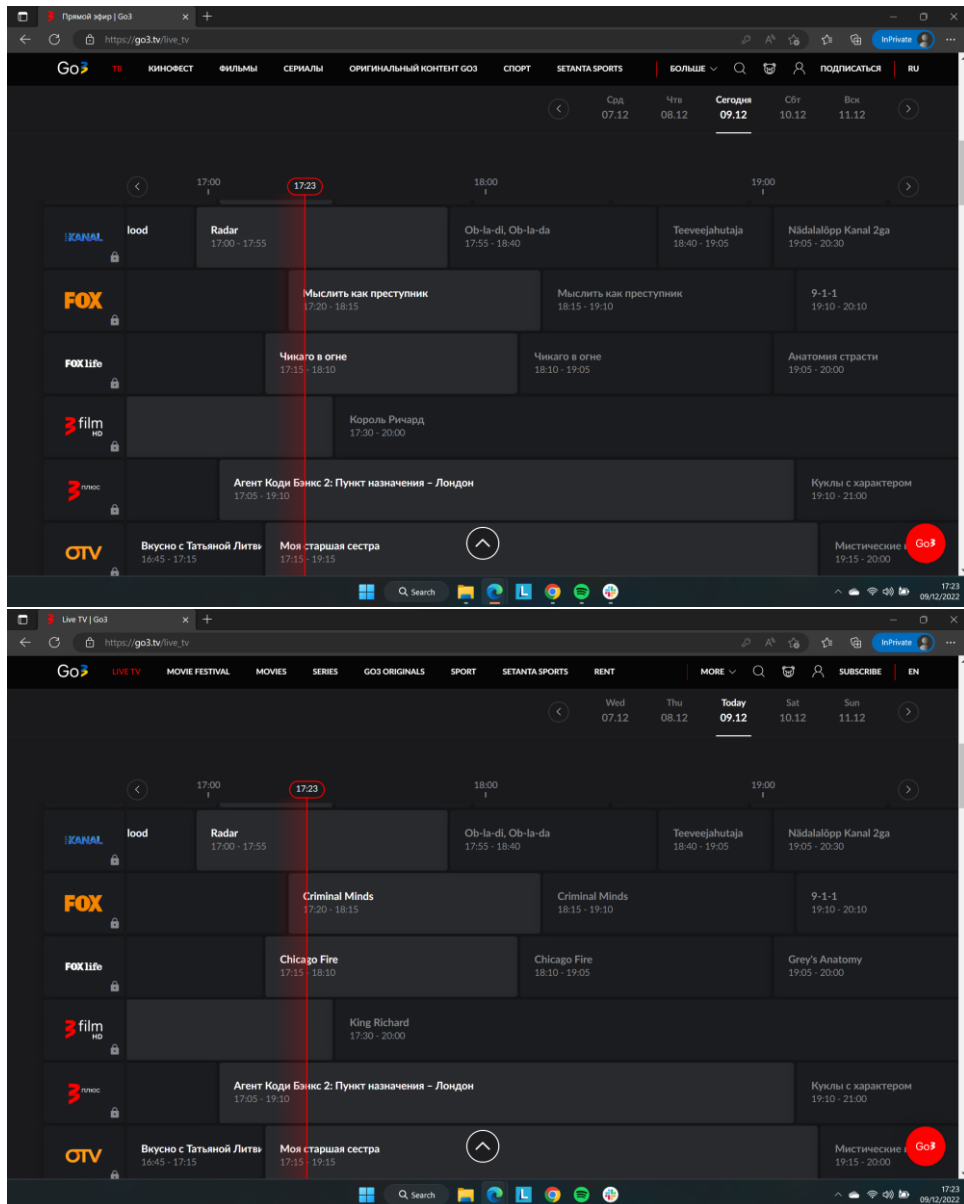 Прямой эфир | Go3
https://go3.tv/live_tv
InPrivate
Go3 ТВ КИНОФЕСТ ФИЛЬМЫ СЕРИАЛЫ ОРИГИНАЛЬНЫЙ КОНТЕНТ GO3 СПОРТ SETANTA SPORTS БОЛЬШЕ ПОДПИСАТЬСЯ RU
Срд Чтв Сегодня Сбт Вск
07.12 08.12 09.12 10.12 11.12
17:00 17:23 18:00 19:00
KANAL lood Radar Ob-la-di, Ob-la-da Teeveejahutaja Nädalalõpp Kanal 2ga
17:00 - 17:55 17:55 - 18:40 18:40 - 19:05 19:05 - 20:30
FOX Мыслить как преступник Мыслить как преступник 9-1-1
17:20 - 18:15 18:15 - 19:10 19:10 - 20:10
FOX life Чикаго в огне Чикаго в огне Анатомия страсти
17:15 - 18:10 18:10 - 19:05 19:05 - 20:00
3 film HD Король Ричард
17:30 - 20:00
3 плюс Агент Коди Бэнкс 2: Пункт назначения – Лондон Куклы с характером
17:05 - 19:10 19:10 - 21:00
OTV Вкусно с Татьяной Литви Моя старшая сестра Мистические Go3
16:45 - 17:15 17:15 - 19:15 19:15 - 20:00
Search 17:23
09/12/2022
Live TV | Go3
https://go3.tv/live_tv
InPrivate
Go3 LIVE TV MOVIE FESTIVAL MOVIES SERIES GO3 ORIGINALS SPORT SETANTA SPORTS RENT MORE SUBSCRIBE EN
Wed Thu Today Sat Sun
07.12 08.12 09.12 10.12 11.12
17:00 17:23 18:00 19:00
KANAL lood Radar Ob-la-di, Ob-la-da Teeveejahutaja Nädalalõpp Kanal 2ga
17:00 - 17:55 17:55 - 18:40 18:40 - 19:05 19:05 - 20:30
FOX Criminal Minds Criminal Minds 9-1-1
17:20 - 18:15 18:15 - 19:10 19:10 - 20:10
FOX life Chicago Fire Chicago Fire Grey's Anatomy
17:15 - 18:10 18:10 - 19:05 19:05 - 20:00
3 film HD King Richard
17:30 - 20:00
3 плюс Агент Коди Бэнкс 2: Пункт назначения – Лондон Куклы с характером
17:05 - 19:10 19:10 - 21:00
OTV Вкусно с Татьяной Литви Моя старшая сестра Мистические Go3
16:45 - 17:15 17:15 - 19:15 19:15 - 20:00
Search 17:23
09/12/2022